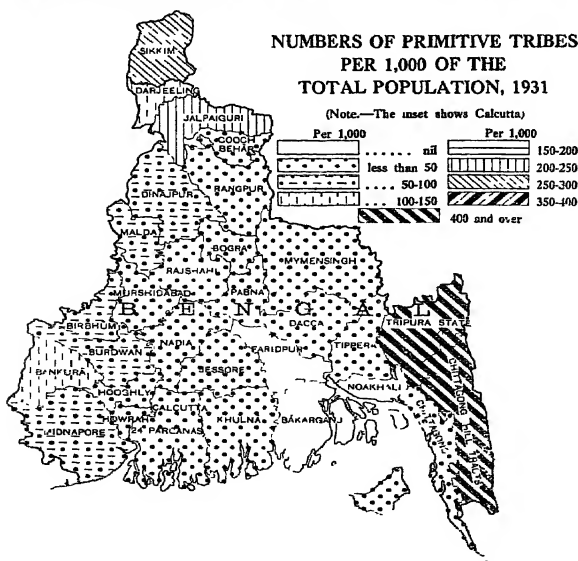 NUMBERS OF PRIMITIVE TRIBES
PER 1,000 OF THE
TOTAL POPULATION, 1931
(Note.—The inset shows Calcutta)
Per 1,000 Per 1,000
..... nil 150-200
less than 50 200-250
.... 50-100 250-300
.... 100-150 350-400
400 and over
SIKKIM
DARJEELING
JALPAIGURI
COOCH
BEHAR
RANGPUR
DINAJPUR
MALDA
BOGRA
MYMENSINGH
RAJSHAHI
MURSHIDABAD
PABNA
BENGAL
TRIPURA STATE
BIRBHUM
DACCA
NADIA
TIPPERA
BURDWAN
FARIDPUR
BANKURA
JESSORE
NOAKHALI
HOOGHLY
CALCUTTA
HOWRAH
24 PARGANAS
KHULNA
BAKARGANJ
MIDNAPORE
CHITTAGONG
CHITTAGONG HILL TRACTS